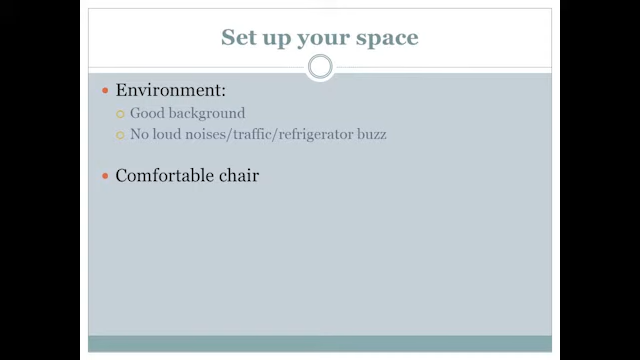 Set up your space
Environment:
Good background
No loud noises/traffic/refrigerator buzz
Comfortable chair